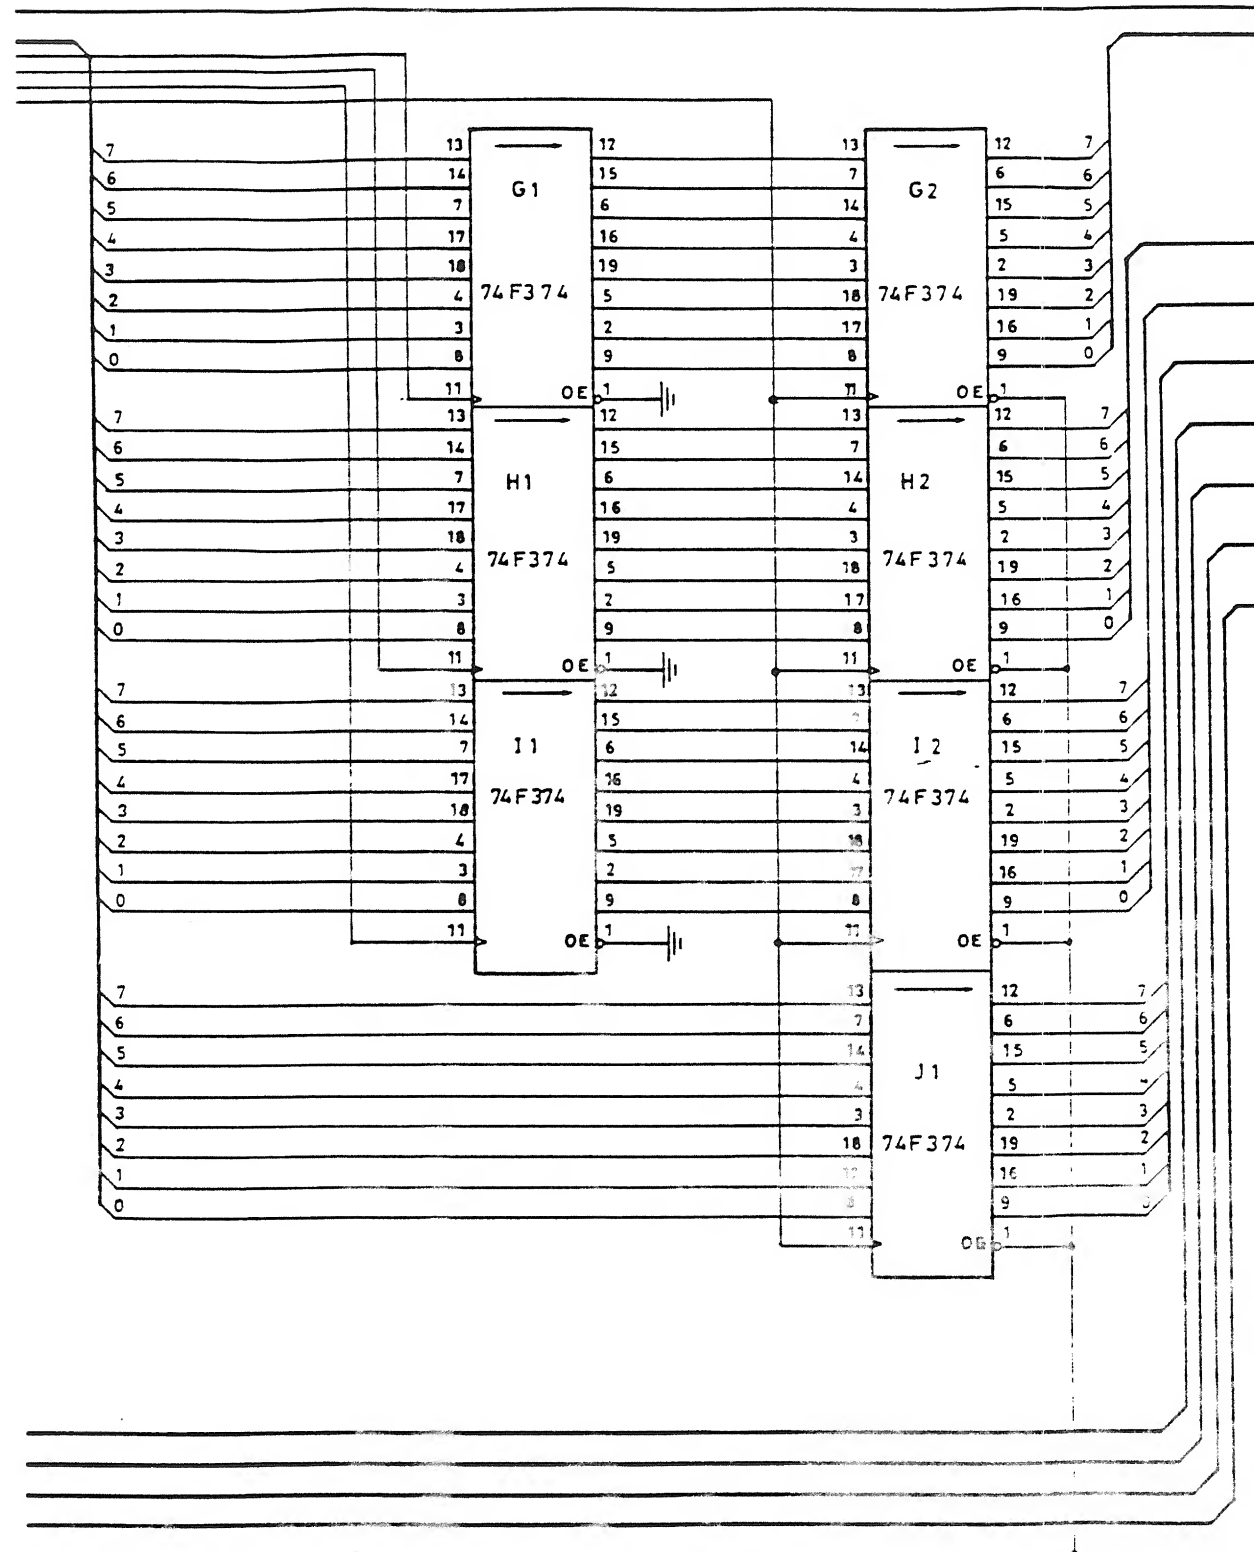 7 13 12 13 12 7
6 14 15 7 6 6
G1 G2
5 7 6 14 15 5
4 17 16 4 5 4
3 18 19 3 2 3
74F374 74F374
2 4 5 18 19 2
1 3 2 17 16 1
0 8 9 8 9 0
11 OE 1 11 OE 1
7 13 12 13 12 7
6 14 15 7 6 6
5 7 H1 6 14 H2 15 5
4 17 16 4 5 4
3 18 19 3 2 3
74F374 74F374
2 4 5 18 19 2
1 3 2 17 16 1
0 8 9 8 9 0
11 OE 1 11 OE 1
7 13 12 13 12 7
6 14 15 6 6
5 7 I1 6 14 I2 15 5
4 17 16 4 5 4
74F374 74F374
3 18 19 3 2 3
2 4 5 18 19 2
1 3 2 17 16 1
0 8 9 8 9 0
11 OE 1 11 OE 1
7 13 12 7
6 7 6 6
5 14 15 5
J1
4 4 5 4
3 3 2 3
2 18 74F374 19 2
1 16 1
0 8 9
11 OE 1